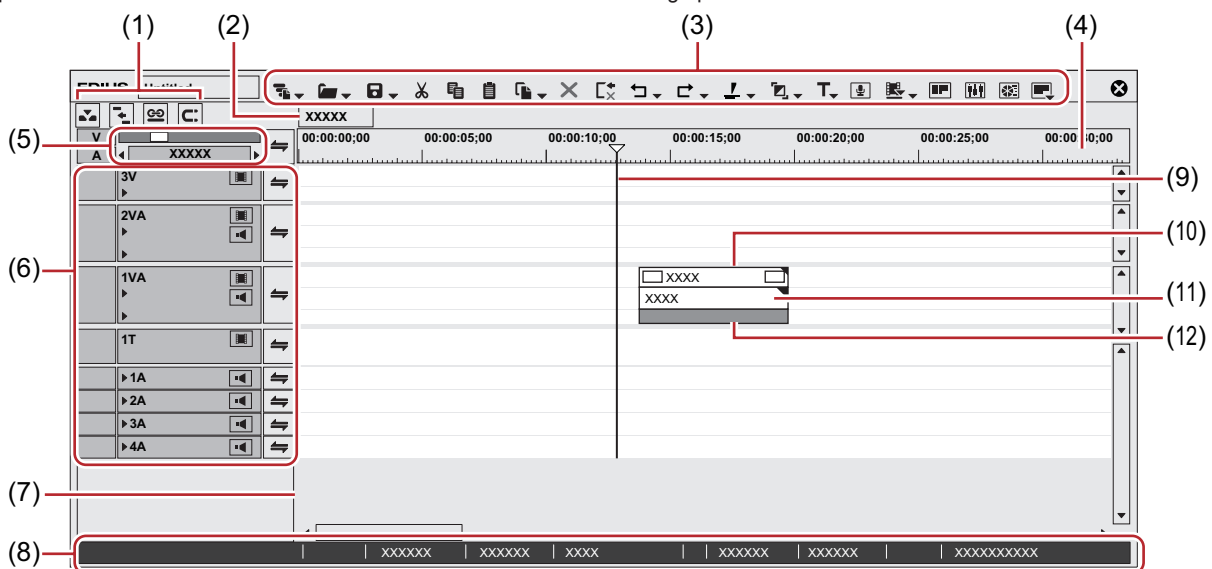 (1) (2) (3) (4)
XXXXX
(5) V 00:00:00;00 00:00:05;00 00:00:10;00 00:00:15;00 00:00:20;00 00:00:25;00
A XXXXX
3V (9)
2VA
(10)
(6) 1VA XXXX
XXXX (11)
(12)
1T
1A
2A
3A
4A
(7)
(8) XXXXXX XXXXXX XXXX XXXXXX XXXXXX XXXXXXXXXX